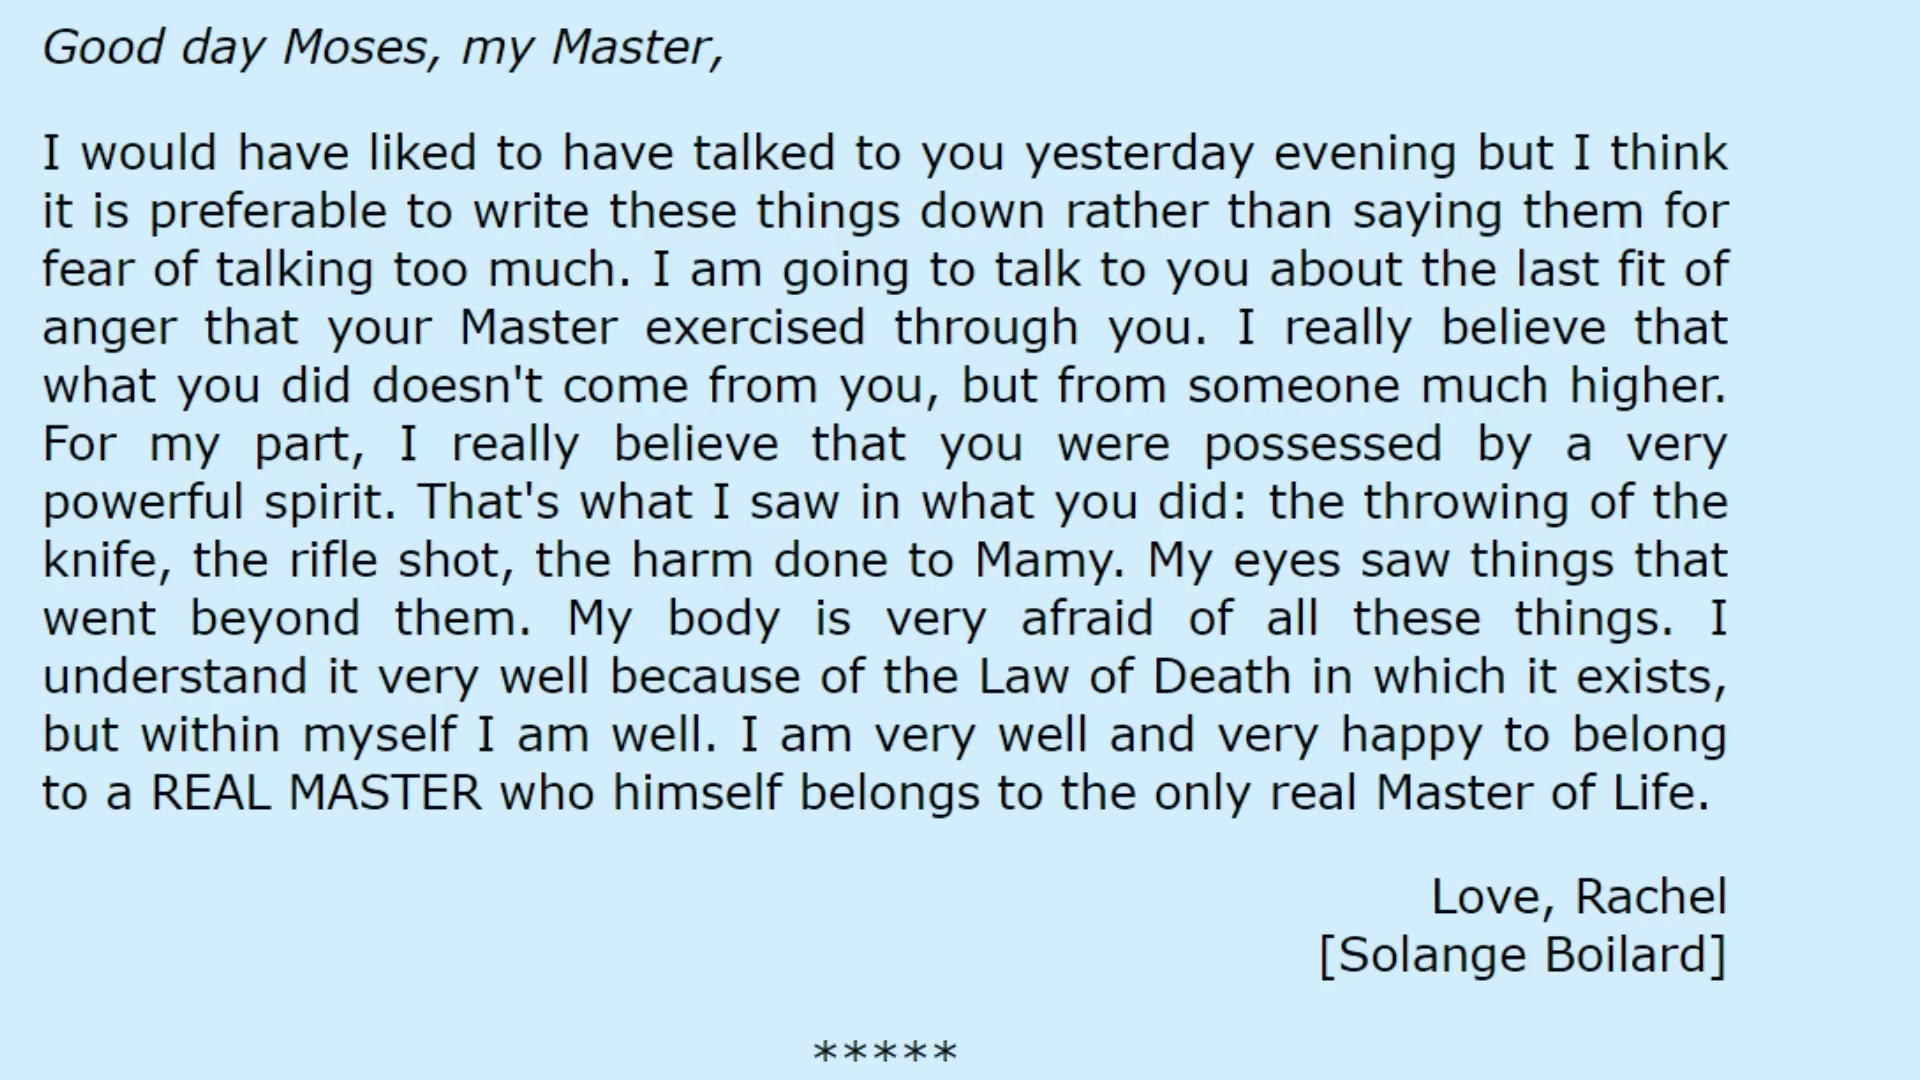 Good day Moses, my Master,
I would have liked to have talked to you yesterday evening but I think
it is preferable to write these things down rather than saying them for
fear of talking too much. I am going to talk to you about the last fit of
anger that your Master exercised through you. I really believe that
what you did doesn't come from you, but from someone much higher.
For my part, I really believe that you were possessed by a very
powerful spirit. That's what I saw in what you did: the throwing of the
knife, the rifle shot, the harm done to Mamy. My eyes saw things that
went beyond them. My body is very afraid of all these things. I
understand it very well because of the Law of Death in which it exists,
but within myself I am well. I am very well and very happy to belong
to a REAL MASTER who himself belongs to the only real Master of Life.
Love, Rachel
[Solange Boilard]
*****